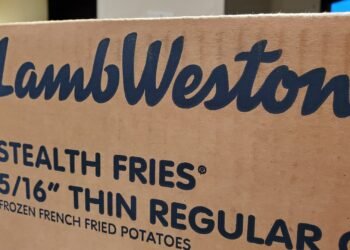 LambWeston
STEALTH FRIES®
5/16" THIN REGULAR
FROZEN FRENCH FRIED POTATOES